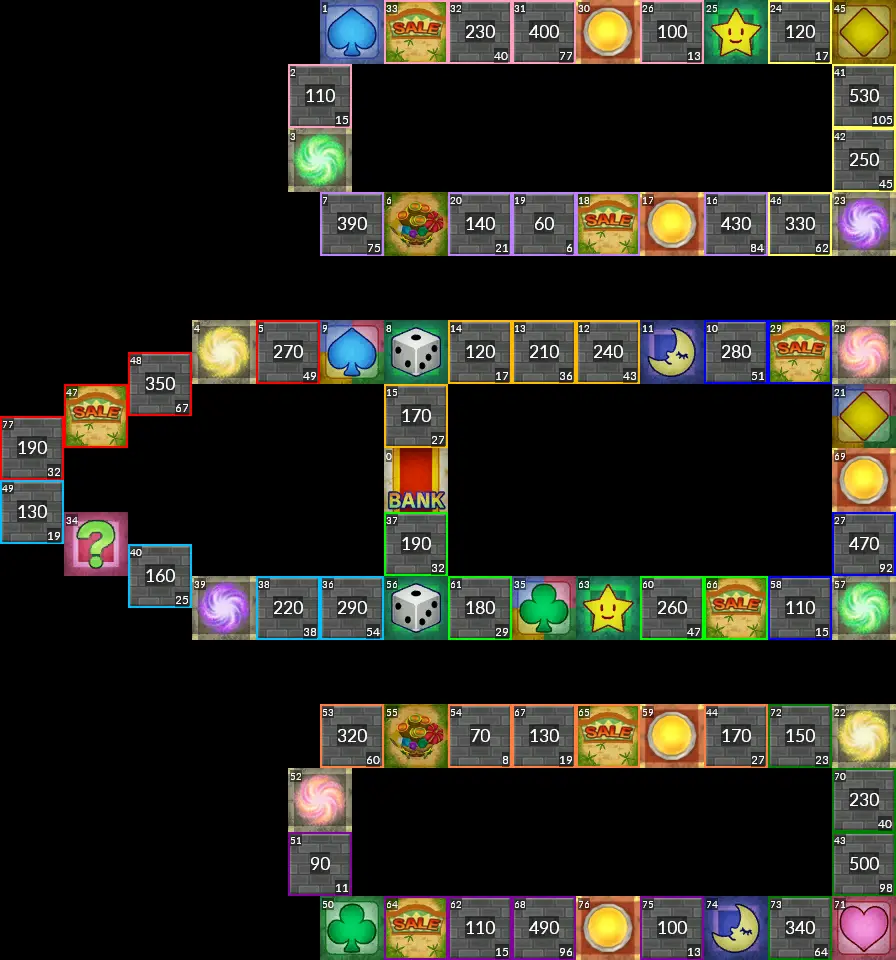 1 33 SALE 32 230 40 31 400 77 30 26 100 13 25 24 120 17 45
2 110 15 41 530 105
3 42 250 45
7 390 75 6 20 140 21 19 60 6 18 SALE 17 16 430 84 46 330 62 23
4 5 270 49 9 8 14 120 17 13 210 36 12 240 43 11 10 280 51 29 SALE 28
48 350 67
47 SALE 15 170 27 21
77 190 32 0 BANK 69
49 130 19 37 190 32 27 470 92
34 ?
40 160 25
39 38 220 38 36 290 54 56 61 180 29 35 63 60 260 47 66 SALE 58 110 15 57
53 320 60 55 54 70 8 67 130 19 65 SALE 59 44 170 27 72 150 23 22
52 70 230 40
51 90 11 43 500 98
50 64 SALE 62 110 15 68 490 96 76 75 100 13 74 73 340 64 71